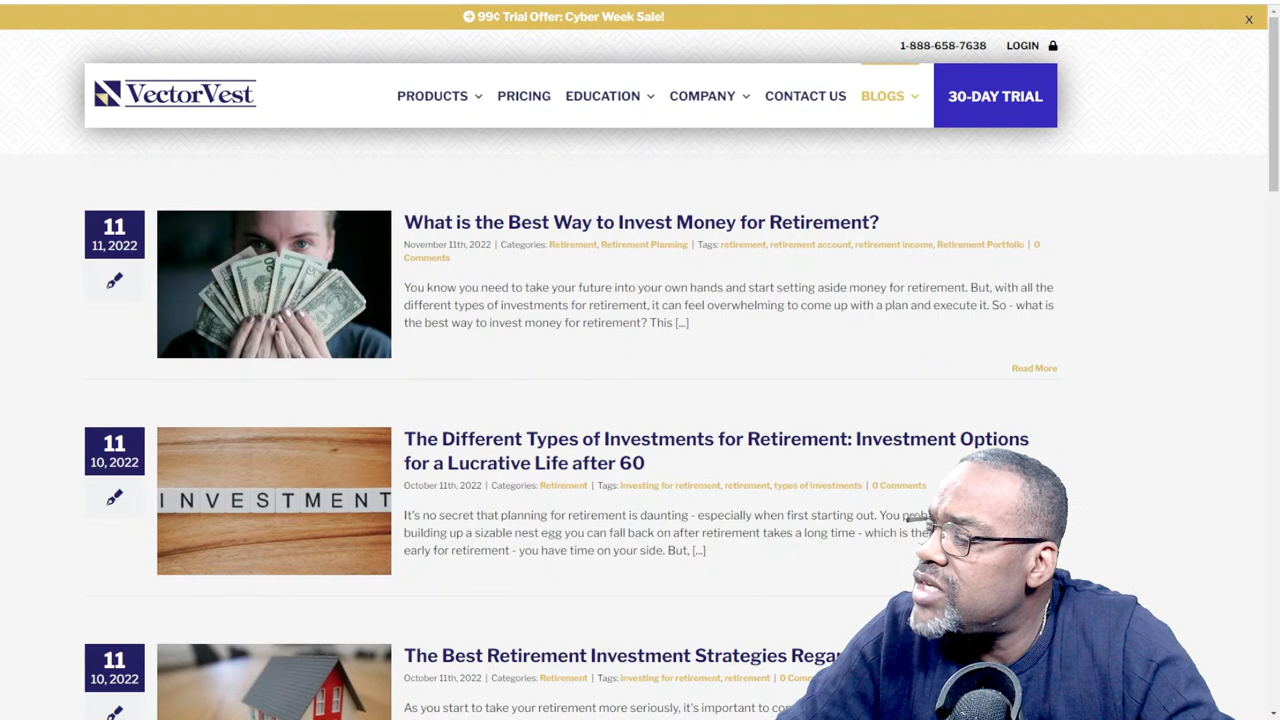 99¢ Trial Offer: Cyber Week Sale!
X
1-888-658-7638 LOGIN
VectorVest
PRODUCTS PRICING EDUCATION COMPANY CONTACT US BLOGS 30-DAY TRIAL
11
11, 2022
What is the Best Way to Invest Money for Retirement?
November 11th, 2022 | Categories: Retirement, Retirement Planning | Tags: retirement, retirement account, retirement income, Retirement Portfolio | 0
Comments
You know you need to take your future into your own hands and start setting aside money for retirement. But, with all the
different types of investments for retirement, it can feel overwhelming to come up with a plan and execute it. So - what is
the best way to invest money for retirement? This [...]
Read More
11
10, 2022
INVESTMENT
The Different Types of Investments for Retirement: Investment Options
for a Lucrative Life after 60
October 11th, 2022 | Categories: Retirement | Tags: investing for retirement, retirement, types of investments | 0 Comments
It's no secret that planning for retirement is daunting - especially when first starting out. You
building up a sizable nest egg you can fall back on after retirement takes a long time - which is the
early for retirement - you have time on your side. But, [...]
11
10, 2022
The Best Retirement Investment Strategies
October 11th, 2022 | Categories: Retirement | Tags: investing for retirement, retirement | 0
As you start to take your retirement more seriously, it's important to